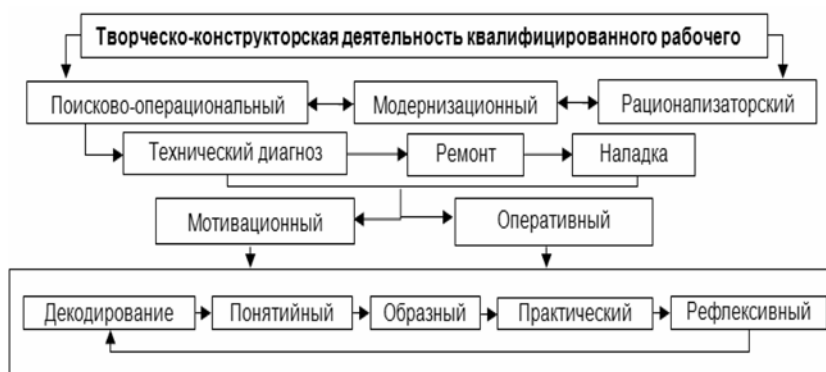 Творческо-конструкторская деятельность квалифицированного рабочего
Поисково-операциональный Модернизационный Рационализаторский
Технический диагноз Ремонт Наладка
Мотивационный Оперативный
Декодирование Понятийный Образный Практический Рефлексивный